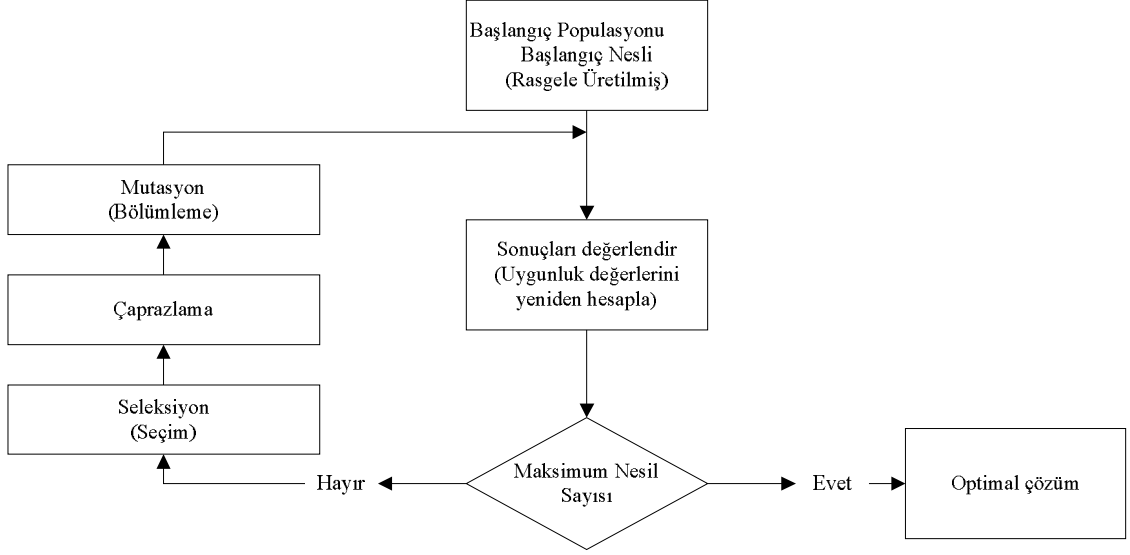 Başlangıç Populasyonu
Başlangıç Nesli
(Rasgele Üretilmiş)
Mutasyon
(Bölümleme)
Sonuçları değerlendir
(Uygunluk değerlerini
yeniden hesapla)
Çaprazlama
Seleksiyon
(Seçim)
Maksimum Nesil
Sayısı
Hayır
Evet
Optimal çözüm